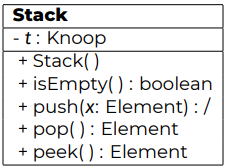 Stack
- t : Knoop
+ Stack( )
+ isEmpty( ) : boolean
+ push(x: Element) : /
+ pop( ) : Element
+ peek( ) : Element